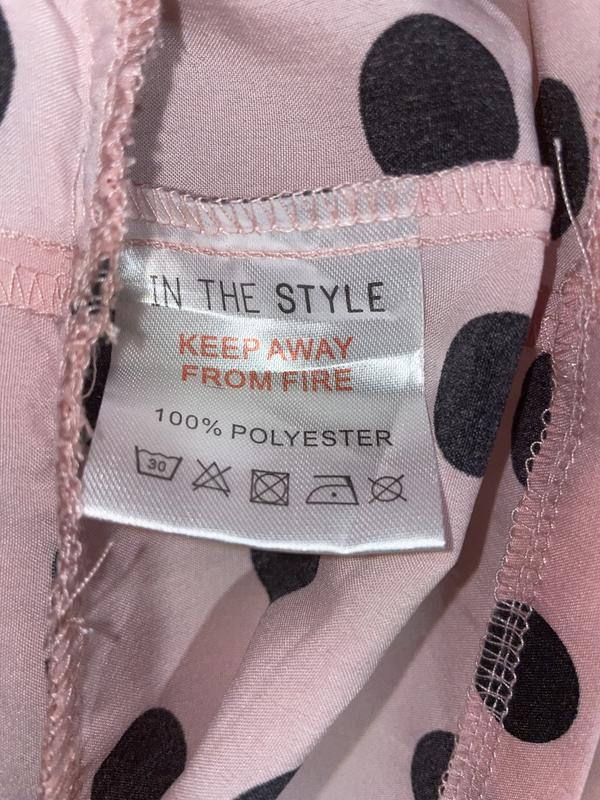 IN THE STYLE
KEEP AWAY
FROM FIRE
100% POLYESTER
30